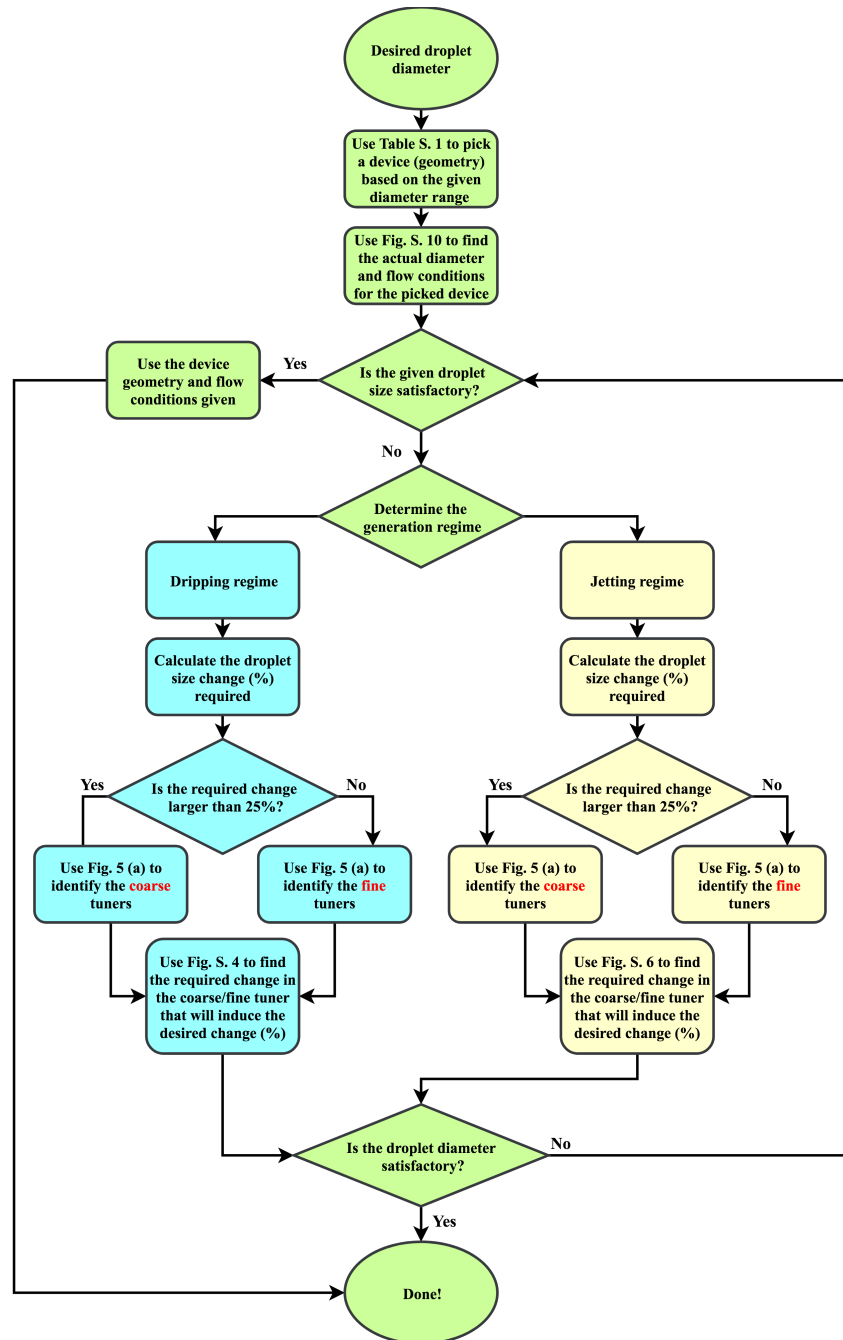 Desired droplet
diameter
Use Table S. 1 to pick
a device (geometry)
based on the given
diameter range
Use Fig. S. 10 to find
the actual diameter
and flow conditions
for the picked device
Is the given droplet
size satisfactory?
Yes
Use the device
geometry and flow
conditions given
No
Determine the
generation regime
Dripping regime
Jetting regime
Calculate the droplet
size change (%)
required
Calculate the droplet
size change (%)
required
Is the required change
larger than 25%?
Yes
No
Is the required change
larger than 25%?
Yes
No
Use Fig. 5 (a) to
identify the coarse
tuners
Use Fig. 5 (a) to
identify the fine
tuners
Use Fig. 5 (a) to
identify the coarse
tuners
Use Fig. 5 (a) to
identify the fine
tuners
Use Fig. S. 4 to find
the required change in
the coarse/fine tuner
that will induce the
desired change (%)
Use Fig. S. 6 to find
the required change in
the coarse/fine tuner
that will induce the
desired change (%)
Is the droplet diameter
satisfactory?
No
Yes
Done!